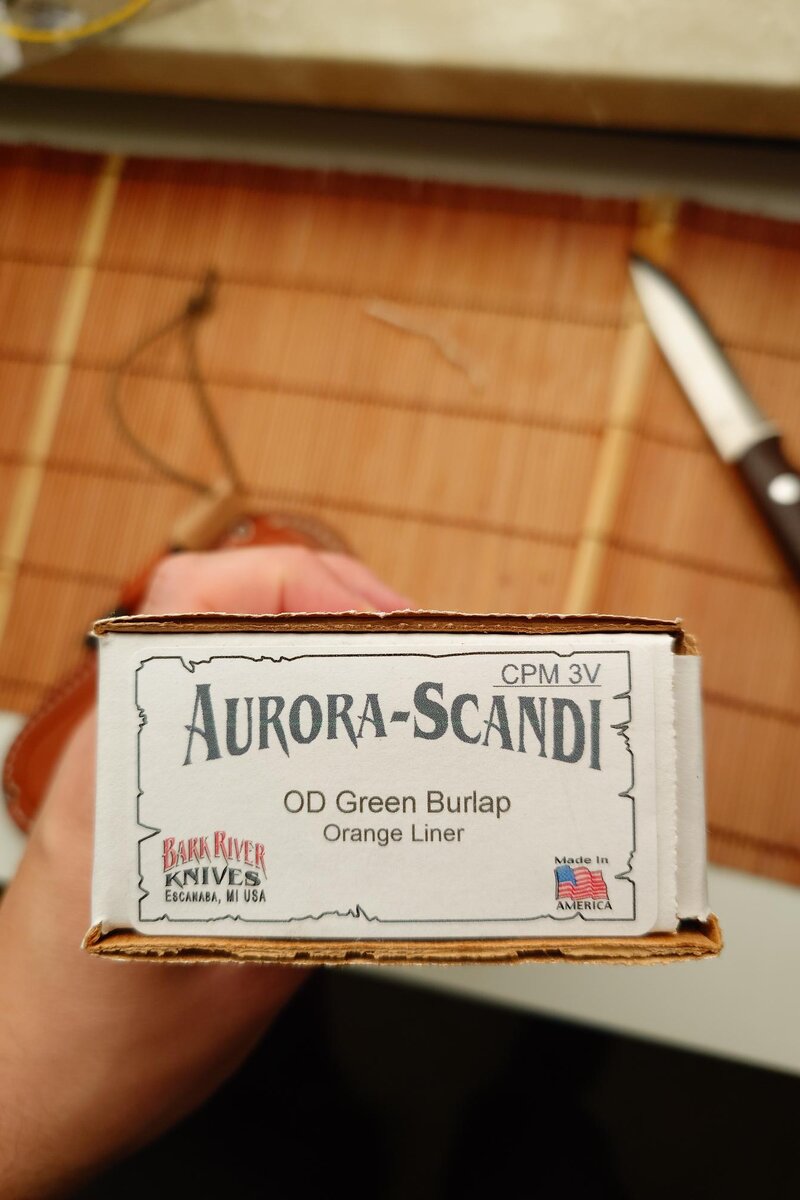 CPM 3V
AURORA-SCANDI
OD Green Burlap
Orange Liner
BARK RIVER
KNIVES
ESCANABA, MI USA
Made In
AMERICA